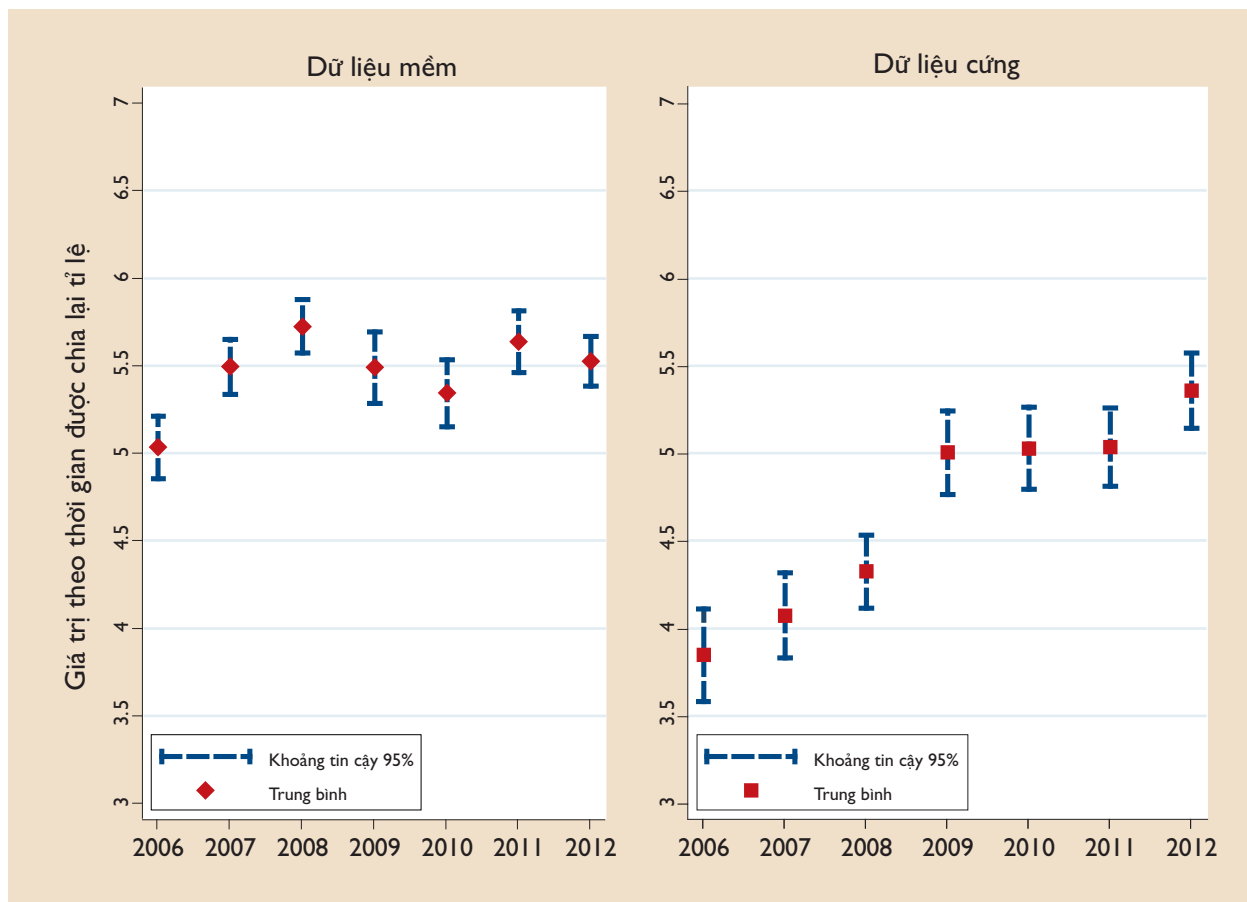 Dữ liệu mềm
Giá trị theo thời gian được chia lại tỉ lệ
7
6.5
6
5.5
5
4.5
4
3.5
3
Khoảng tin cậy 95%
Trung bình
2006 2007 2008 2009 2010 2011 2012
Dữ liệu cứng
7
6.5
6
5.5
5
4.5
4
3.5
3
Khoảng tin cậy 95%
Trung bình
2006 2007 2008 2009 2010 2011 2012